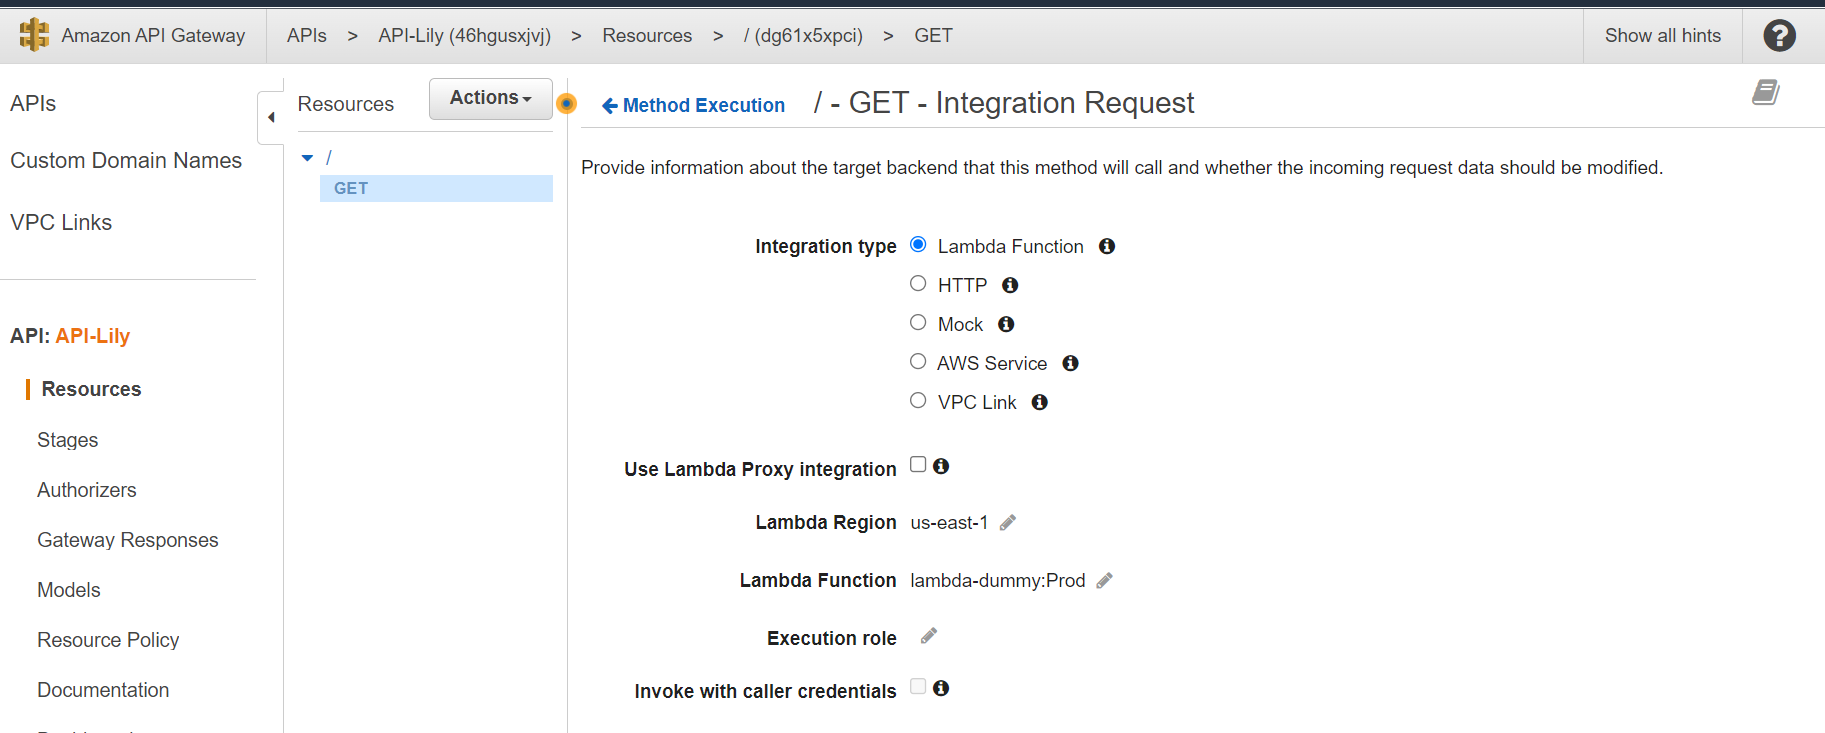 Amazon API Gateway
APIs > API-Lily (46hgusxjvj) > Resources > / (dg61x5xpci) > GET
Show all hints
?
APIs
Custom Domain Names
VPC Links
API: API-Lily
Resources
Stages
Authorizers
Gateway Responses
Models
Resource Policy
Documentation
Resources
Actions
/
GET
Method Execution / - GET - Integration Request
Provide information about the target backend that this method will call and whether the incoming request data should be modified.
Integration type Lambda Function
HTTP
Mock
AWS Service
VPC Link
Use Lambda Proxy integration
Lambda Region us-east-1
Lambda Function lambda-dummy:Prod
Execution role
Invoke with caller credentials